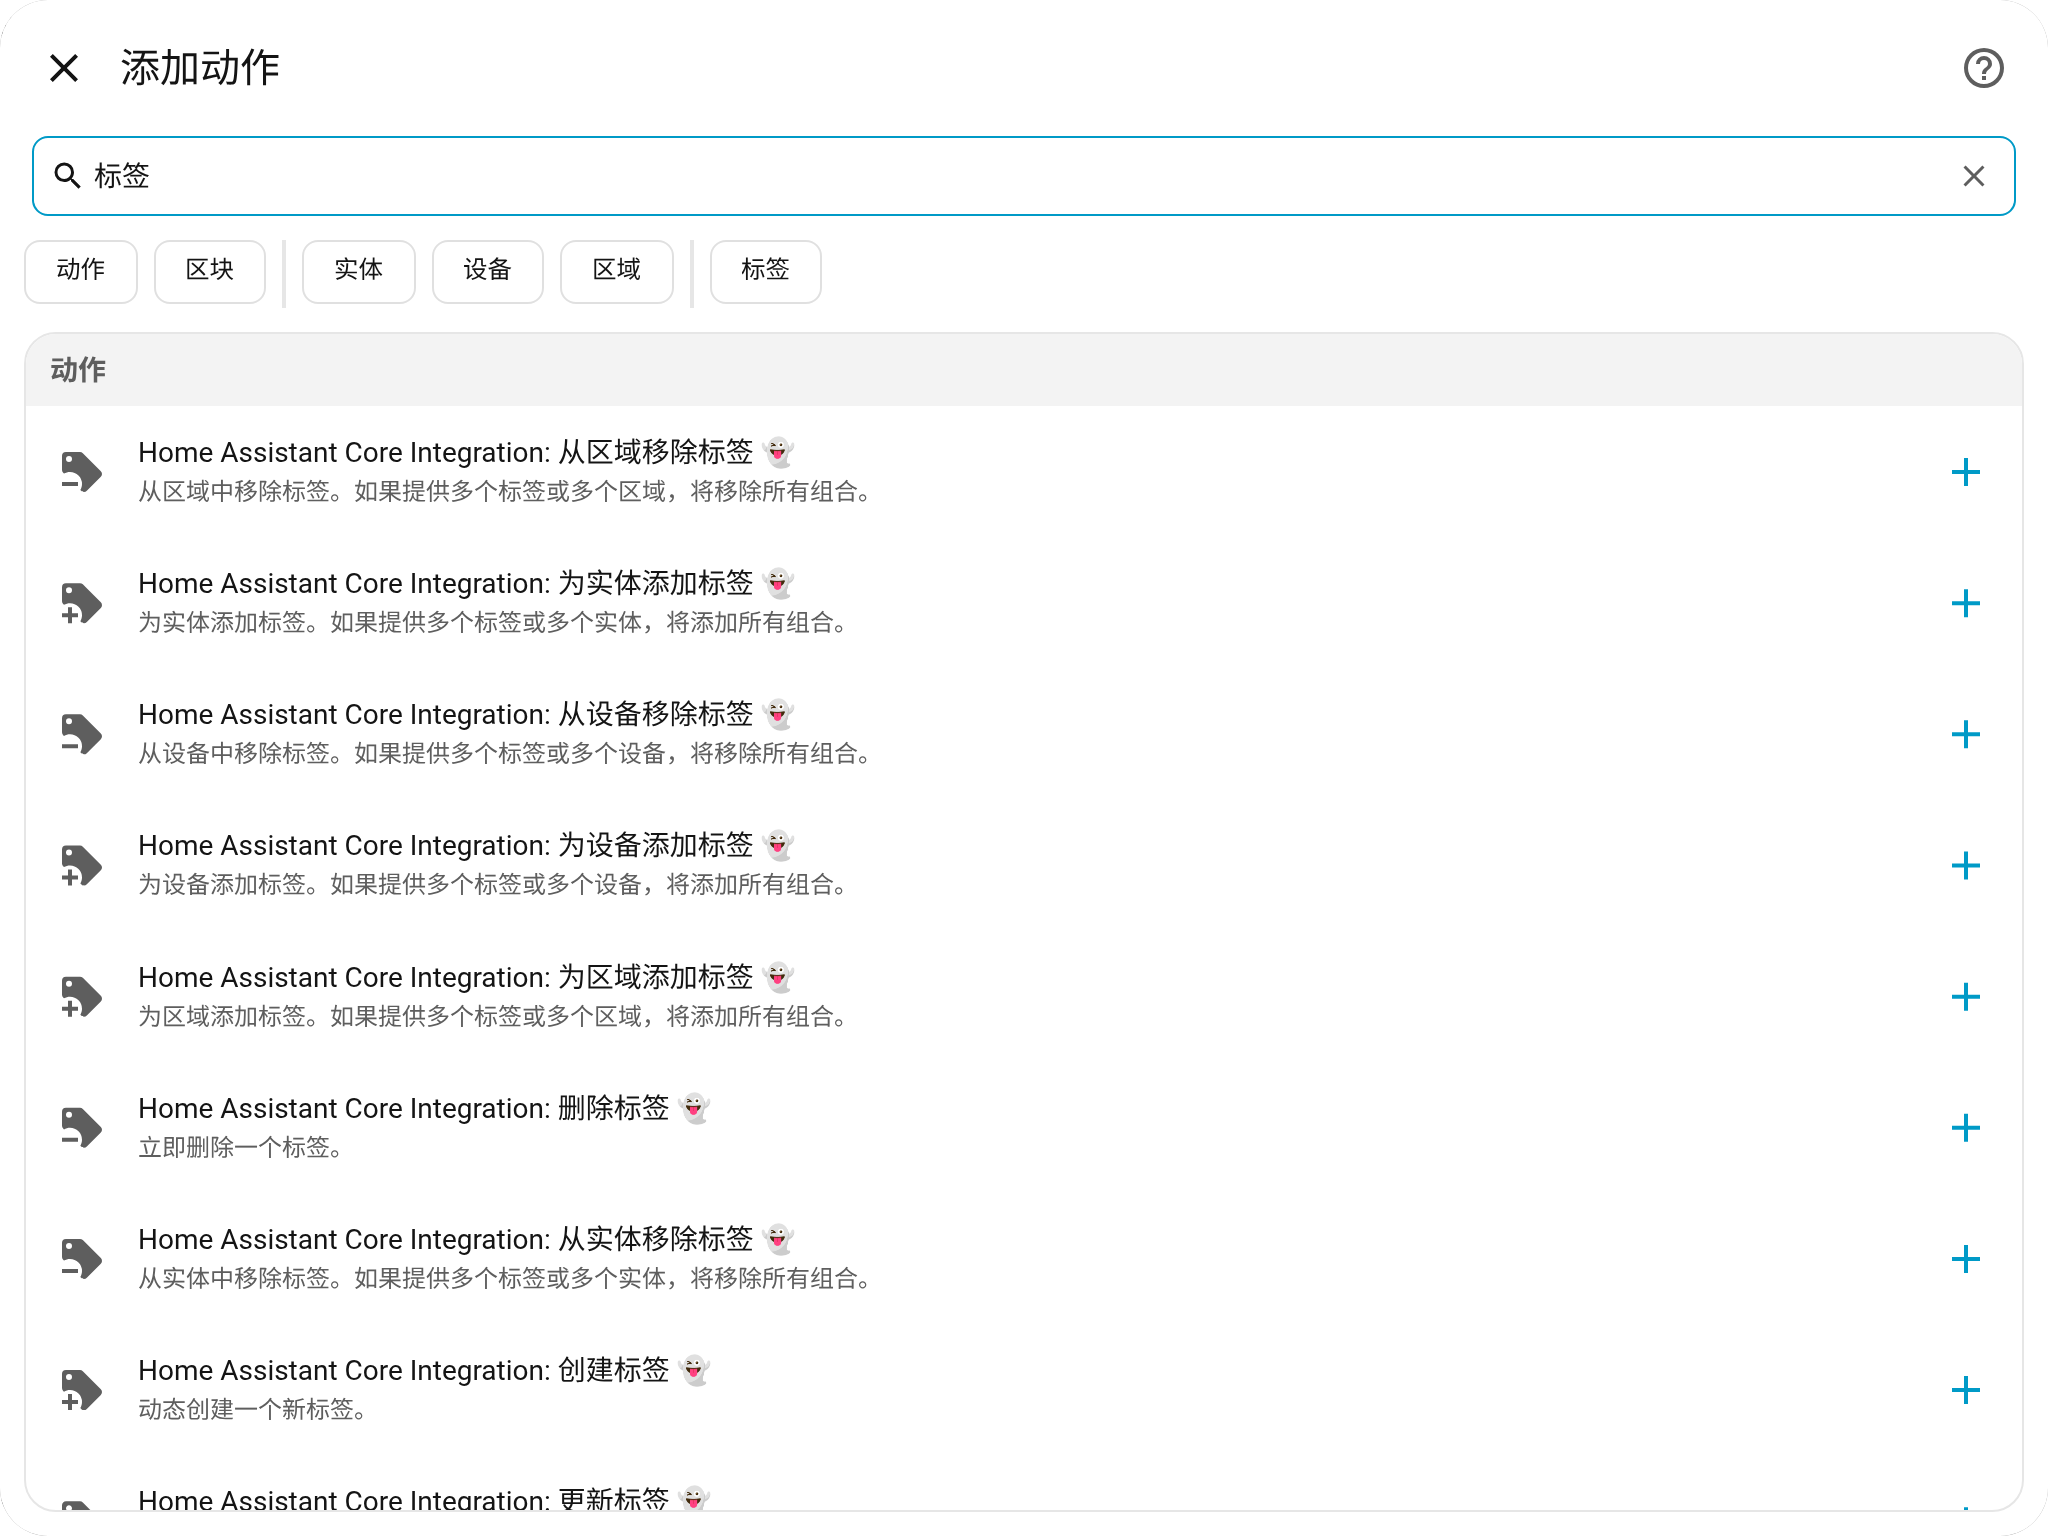 添加动作
标签
动作 区块 实体 设备 区域 标签
动作
Home Assistant Core Integration: 从区域移除标签 👻
从区域中移除标签。如果提供多个标签或多个区域，将移除所有组合。
Home Assistant Core Integration: 为实体添加标签 👻
为实体添加标签。如果提供多个标签或多个实体，将添加所有组合。
Home Assistant Core Integration: 从设备移除标签 👻
从设备中移除标签。如果提供多个标签或多个设备，将移除所有组合。
Home Assistant Core Integration: 为设备添加标签 👻
为设备添加标签。如果提供多个标签或多个设备，将添加所有组合。
Home Assistant Core Integration: 为区域添加标签 👻
为区域添加标签。如果提供多个标签或多个区域，将添加所有组合。
Home Assistant Core Integration: 删除标签 👻
立即删除一个标签。
Home Assistant Core Integration: 从实体移除标签 👻
从实体中移除标签。如果提供多个标签或多个实体，将移除所有组合。
Home Assistant Core Integration: 创建标签 👻
动态创建一个新标签。
Home Assistant Core Integration: 更新标签 👻